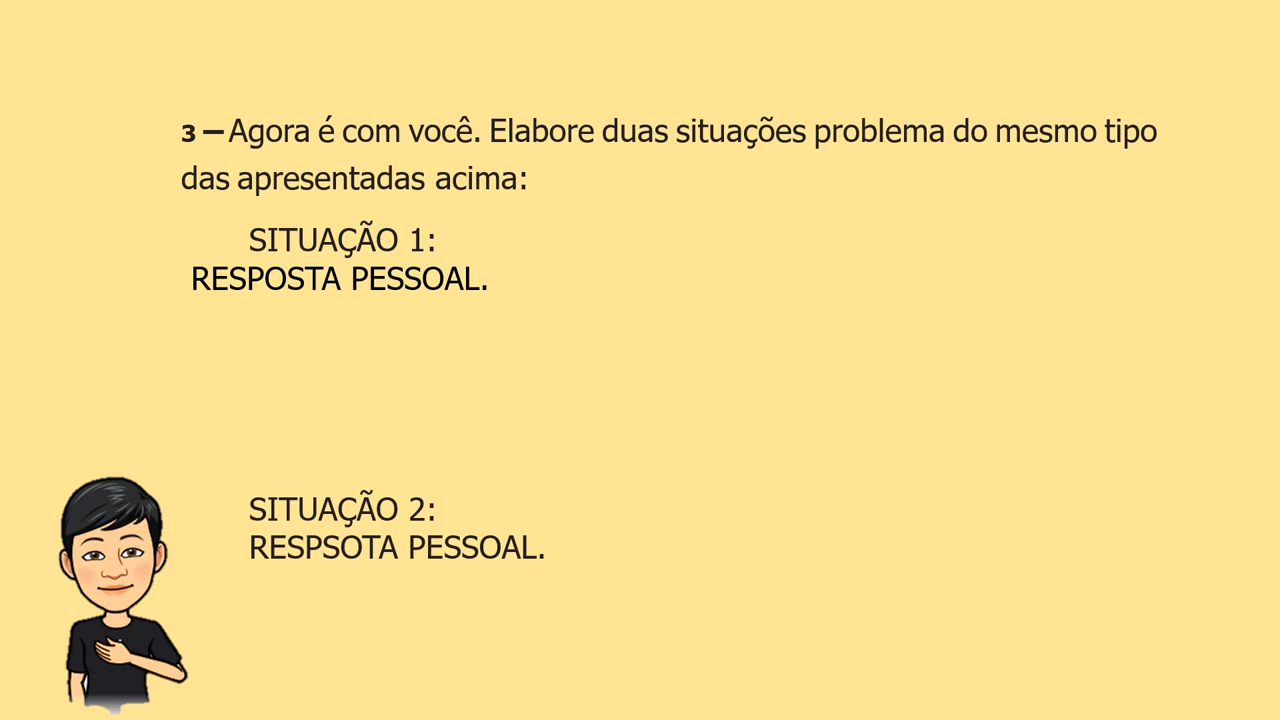 3 – Agora é com você. Elabore duas situações problema do mesmo tipo
das apresentadas acima:
SITUAÇÃO 1:
RESPOSTA PESSOAL.
SITUAÇÃO 2:
RESPSOTA PESSOAL.